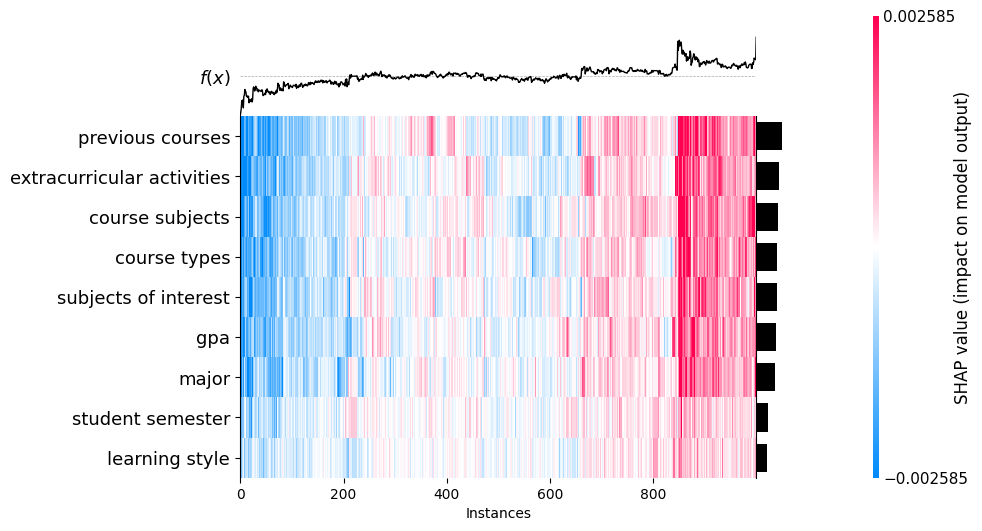 0.002585
f(x)
previous courses
extracurricular activities
course subjects
course types
subjects of interest
gpa
major
student semester
learning style
0 200 400 600 800
Instances
−0.002585
SHAP value (impact on model output)